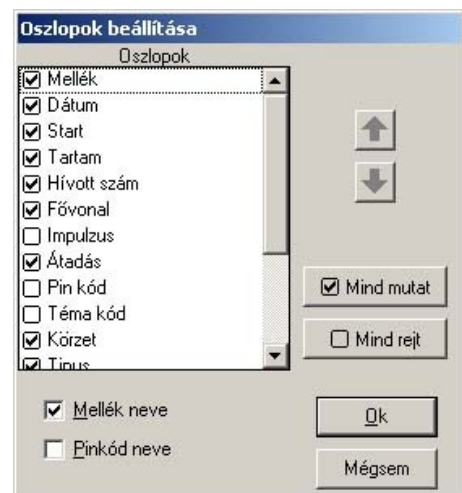 Oszlopok beállítása
Oszlopok
Mellék
Dátum
Start
Tartam
Hívott szám
Fővonal
Impulzus
Átadás
Pin kód
Téma kód
Körzet
Tipus
Mind mutat
Mind rejt
Mellék neve
Pinkód neve
Ok
Mégsem